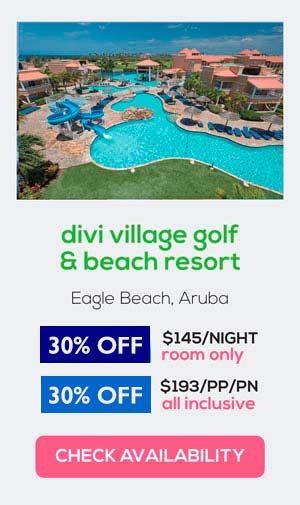 divi village golf
& beach resort
Eagle Beach, Aruba
30% OFF
$145/NIGHT
room only
30% OFF
$193/PP/PN
all inclusive
CHECK AVAILABILITY